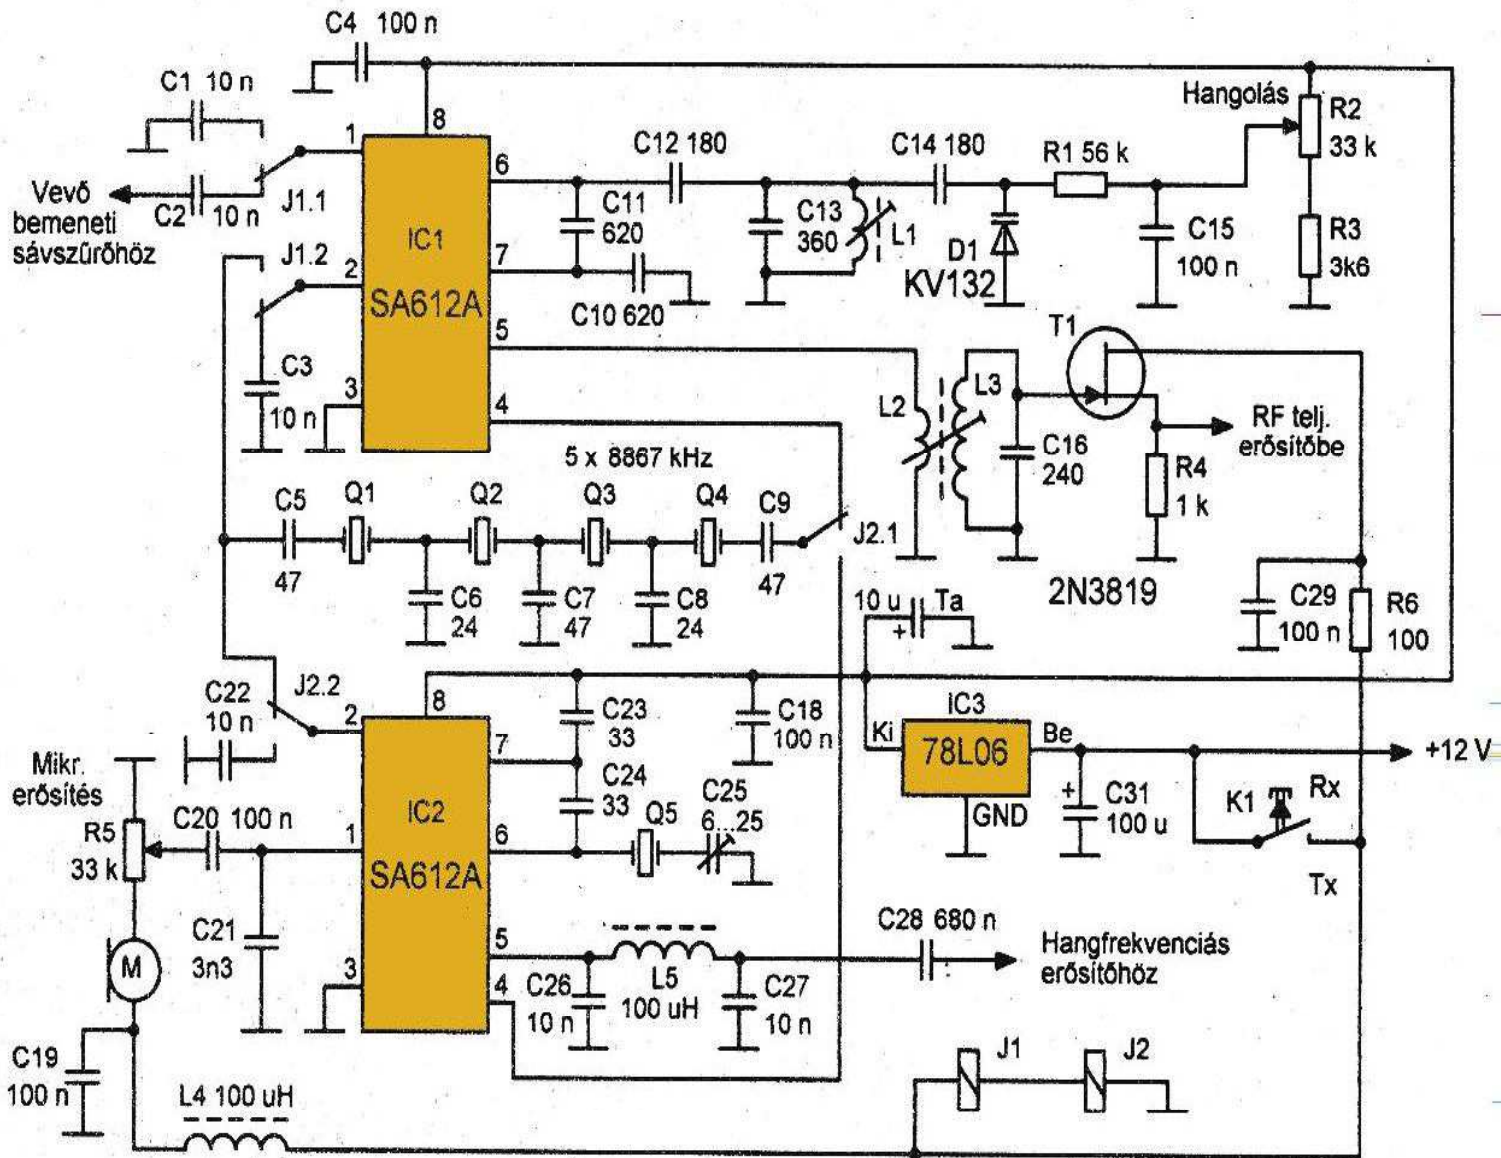 C4 100 n
C1 10 n
1
8
Hangolás
R2
33 k
C12 180
C14 180
R1 56 k
6
Vevő
bemeneti
sávszűrőhöz
C2 10 n
J1.1
C11
620
C13
360
L1
D1
KV132
C15
100 n
R3
3k6
IC1
SA612A
J1.2
2
7
C10 620
5
T1
C3
10 n
3
4
L2
L3
C16
240
RF telj.
erősítőbe
R4
1 k
5 x 8867 kHz
C5
47
Q1
Q2
Q3
Q4
C9
47
J2.1
C6
24
C7
47
C8
24
2N3819
10 u
+
Ta
C29
100 n
R6
100
C22
10 n
J2.2
2
8
C23
33
C18
100 n
IC3
Ki
78L06
Be
GND
+12 V
Mikr.
erősítés
7
C24
33
C25
6...25
Q5
+
C31
100 u
K1
Rx
Tx
R5
33 k
C20 100 n
1
IC2
SA612A
6
C21
3n3
M
3
5
4
C26
10 n
L5
100 uH
C27
10 n
C28 680 n
Hangfrekvenciás
erősítőhöz
C19
100 n
L4 100 uH
J1
J2